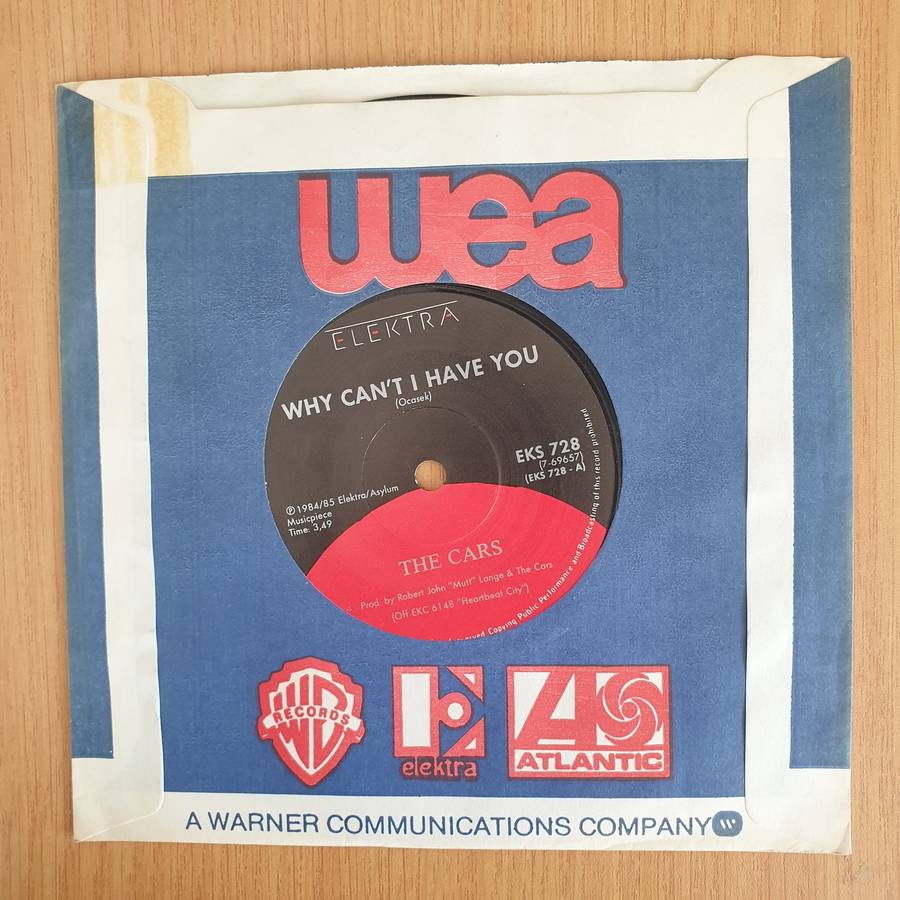 wea
ELEKTRA
WHY CAN'T I HAVE YOU
(Ocasek)
EKS 728
(7-69657)
(EKS 728 - A)
℗ 1984/85 Elektra/Asylum
Musicpiece
Time: 3,49
THE CARS
Prod. by Robert John "Mutt" Lange & The Cars
(Off EKC 6148 "Heartbeat City")
Copying Public Performance and Broadcasting of this record prohibited
WB
RECORDS
elektra
A
ATLANTIC
A WARNER COMMUNICATIONS COMPANY